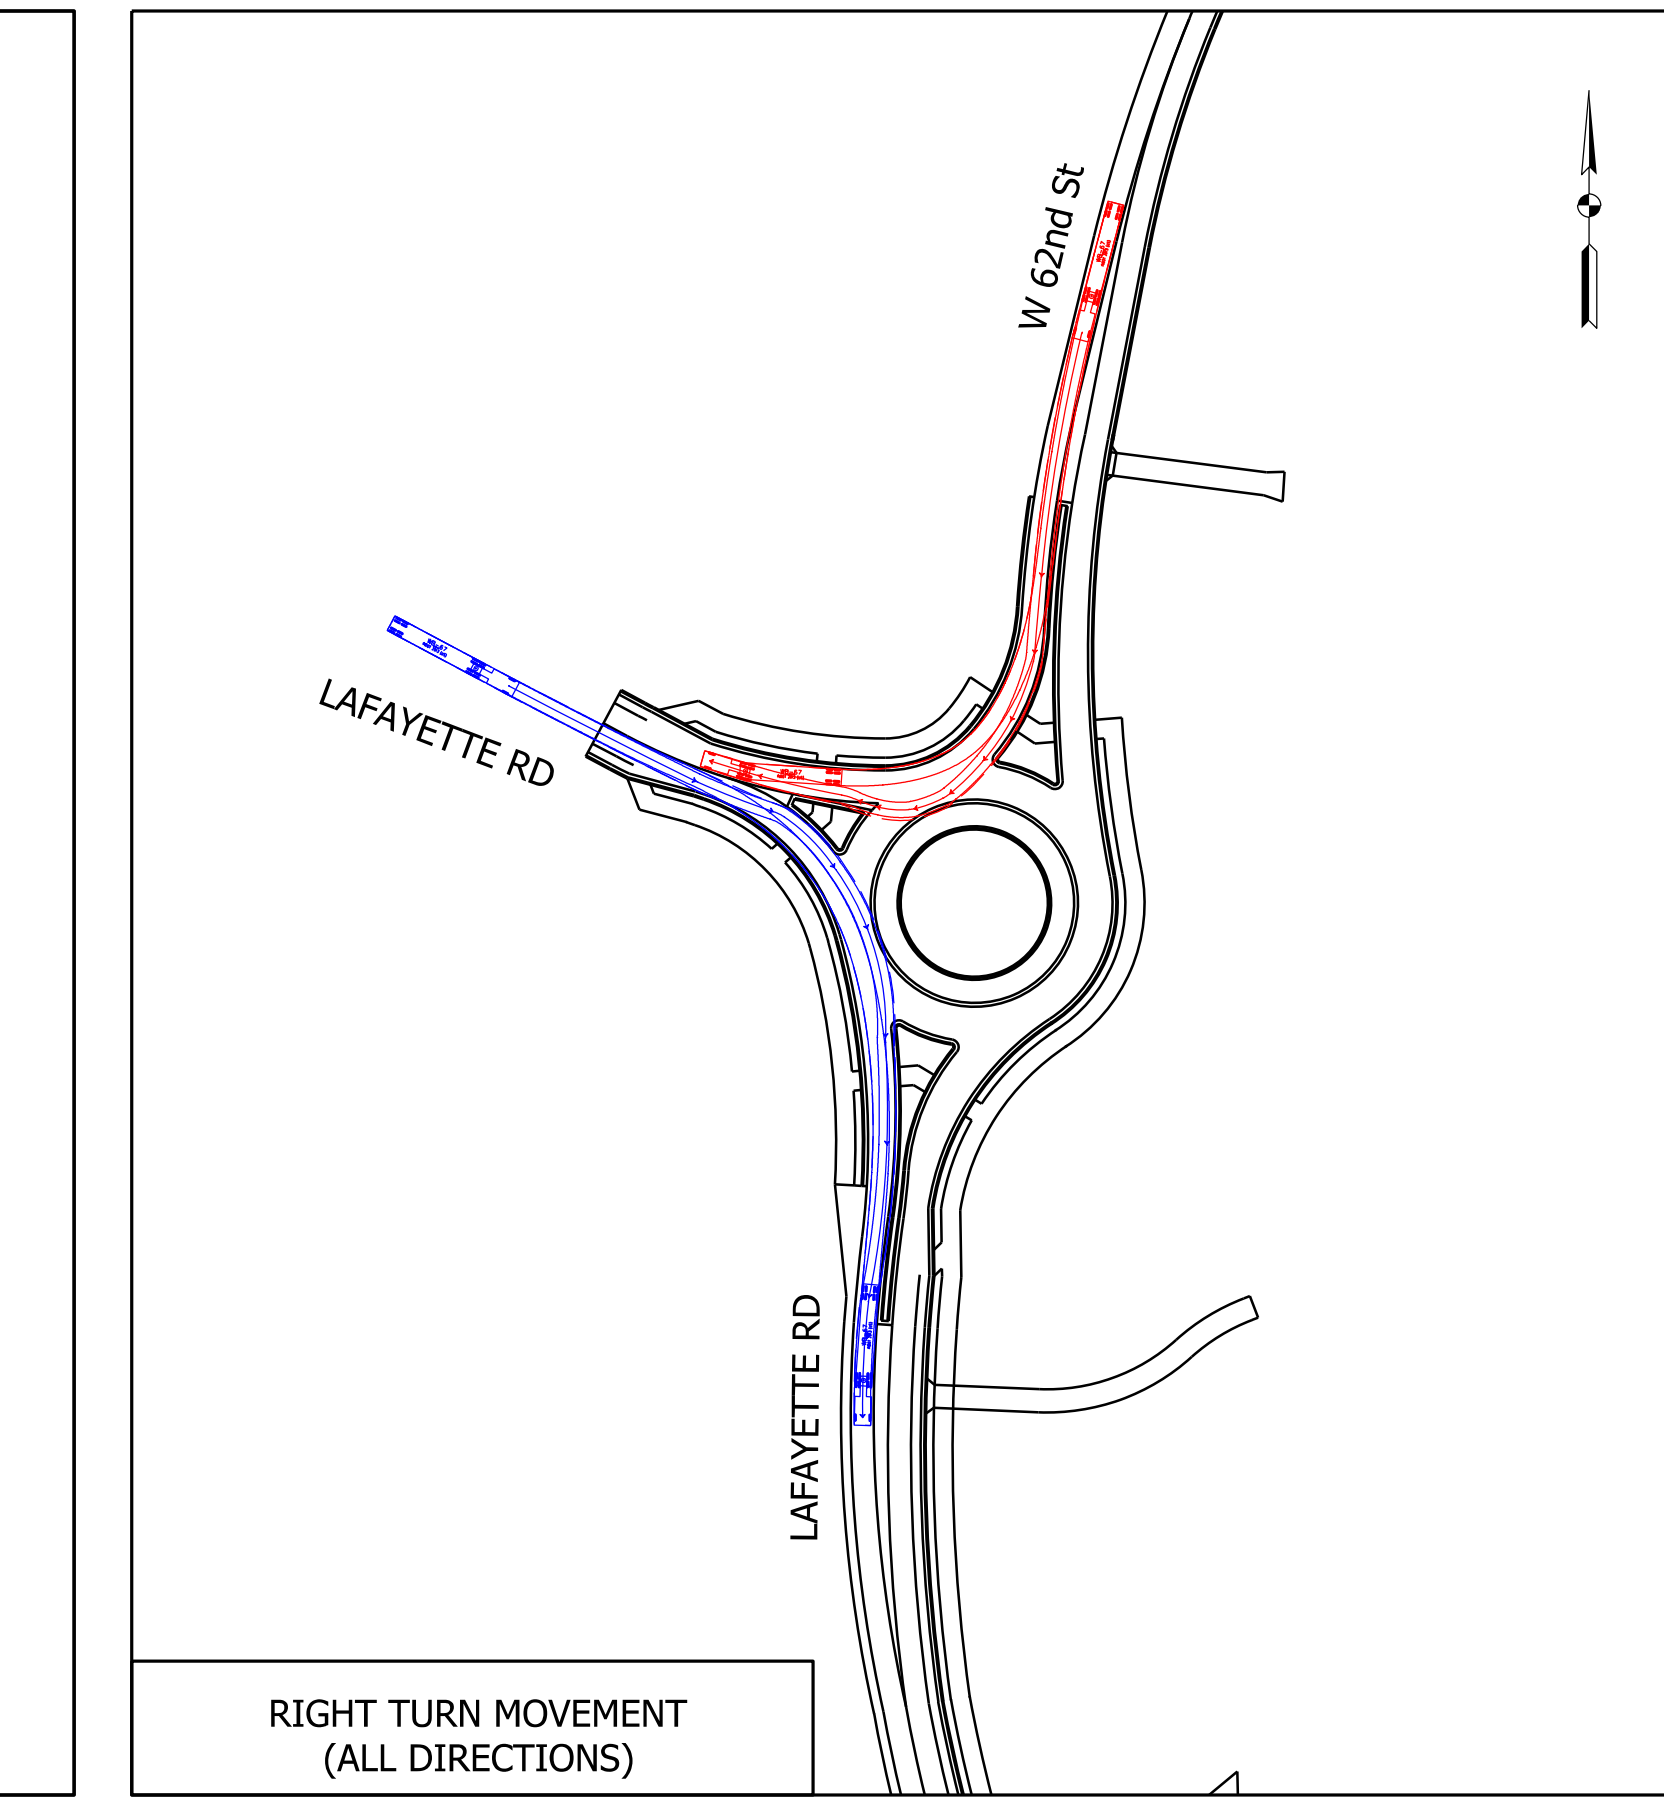 W 62nd St
LAFAYETTE RD
LAFAYETTE RD
RIGHT TURN MOVEMENT
(ALL DIRECTIONS)